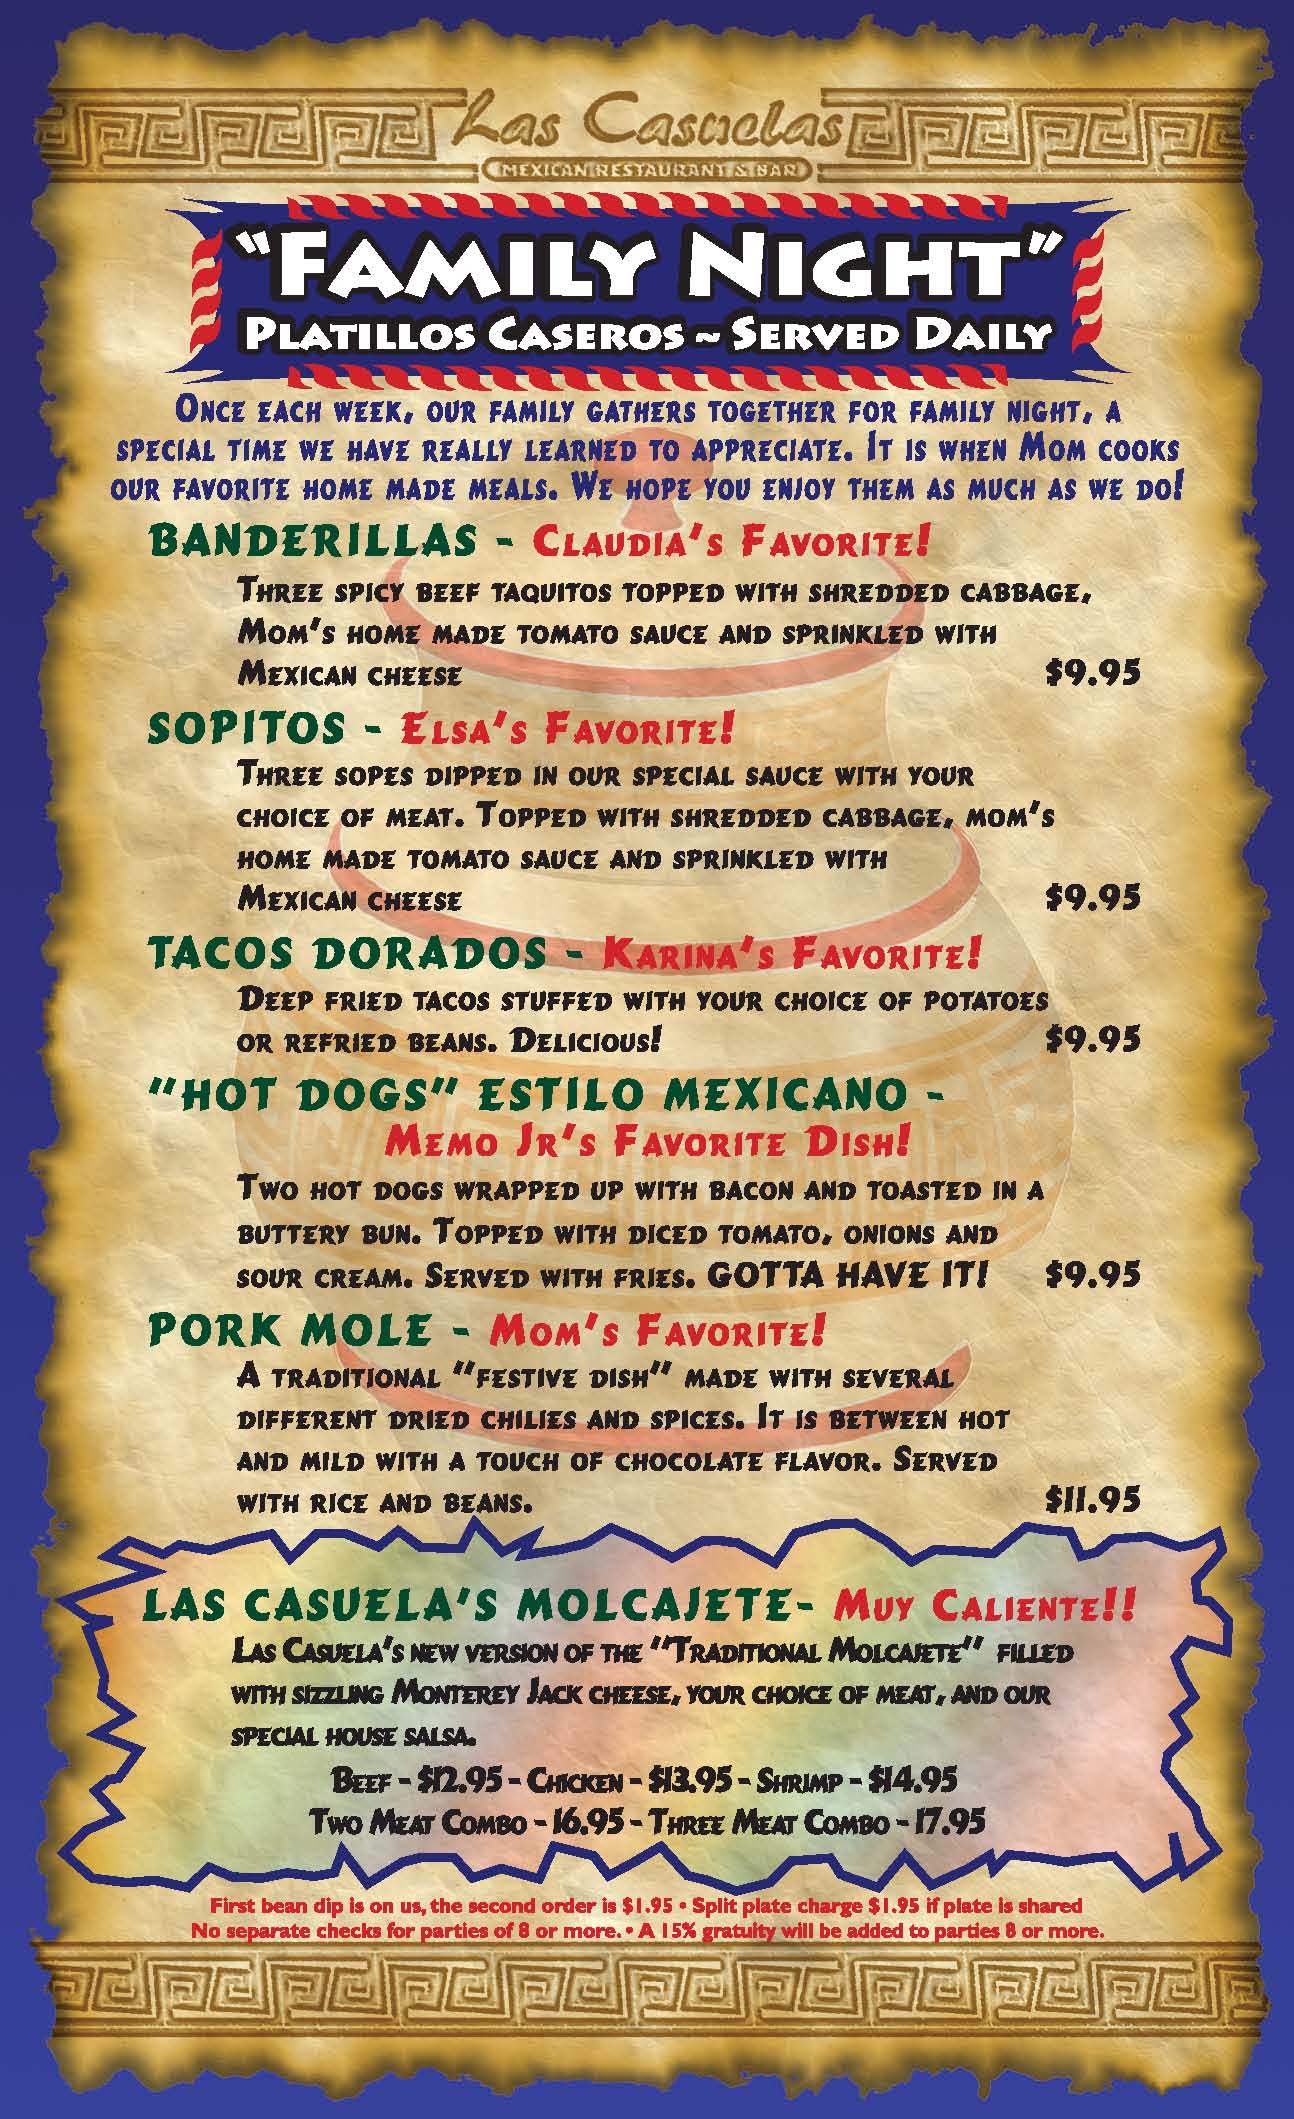 Las Casuelas
MEXICAN RESTAURANT & BAR
"FAMILY NIGHT"
PLATILLOS CASEROS ~ SERVED DAILY
ONCE EACH WEEK, OUR FAMILY GATHERS TOGETHER FOR FAMILY NIGHT, A
SPECIAL TIME WE HAVE REALLY LEARNED TO APPRECIATE. IT IS WHEN MOM COOKS
OUR FAVORITE HOME MADE MEALS. WE HOPE YOU ENJOY THEM AS MUCH AS WE DO!
BANDERILLAS - CLAUDIA'S FAVORITE!
THREE SPICY BEEF TAQUITOS TOPPED WITH SHREDDED CABBAGE,
MOM'S HOME MADE TOMATO SAUCE AND SPRINKLED WITH
MEXICAN CHEESE $9.95
SOPITOS - ELSA'S FAVORITE!
THREE SOPES DIPPED IN OUR SPECIAL SAUCE WITH YOUR
CHOICE OF MEAT. TOPPED WITH SHREDDED CABBAGE, MOM'S
HOME MADE TOMATO SAUCE AND SPRINKLED WITH
MEXICAN CHEESE $9.95
TACOS DORADOS - KARINA'S FAVORITE!
DEEP FRIED TACOS STUFFED WITH YOUR CHOICE OF POTATOES
OR REFRIED BEANS. DELICIOUS! $9.95
"HOT DOGS" ESTILO MEXICANO -
MEMO JR'S FAVORITE DISH!
TWO HOT DOGS WRAPPED UP WITH BACON AND TOASTED IN A
BUTTERY BUN. TOPPED WITH DICED TOMATO, ONIONS AND
SOUR CREAM. SERVED WITH FRIES. GOTTA HAVE IT! $9.95
PORK MOLE - MOM'S FAVORITE!
A TRADITIONAL "FESTIVE DISH" MADE WITH SEVERAL
DIFFERENT DRIED CHILIES AND SPICES. IT IS BETWEEN HOT
AND MILD WITH A TOUCH OF CHOCOLATE FLAVOR. SERVED
WITH RICE AND BEANS. $11.95
LAS CASUELA'S MOLCAJETE- MUY CALIENTE!!
LAS CASUELA'S NEW VERSION OF THE "TRADITIONAL MOLCAJETE" FILLED
WITH SIZZLING MONTEREY JACK CHEESE, YOUR CHOICE OF MEAT, AND OUR
SPECIAL HOUSE SALSA.
BEEF - $12.95 - CHICKEN - $13.95 - SHRIMP - $14.95
TWO MEAT COMBO - 16.95 - THREE MEAT COMBO - 17.95
First bean dip is on us, the second order is $1.95 • Split plate charge $1.95 if plate is shared
No separate checks for parties of 8 or more. • A 15% gratuity will be added to parties 8 or more.